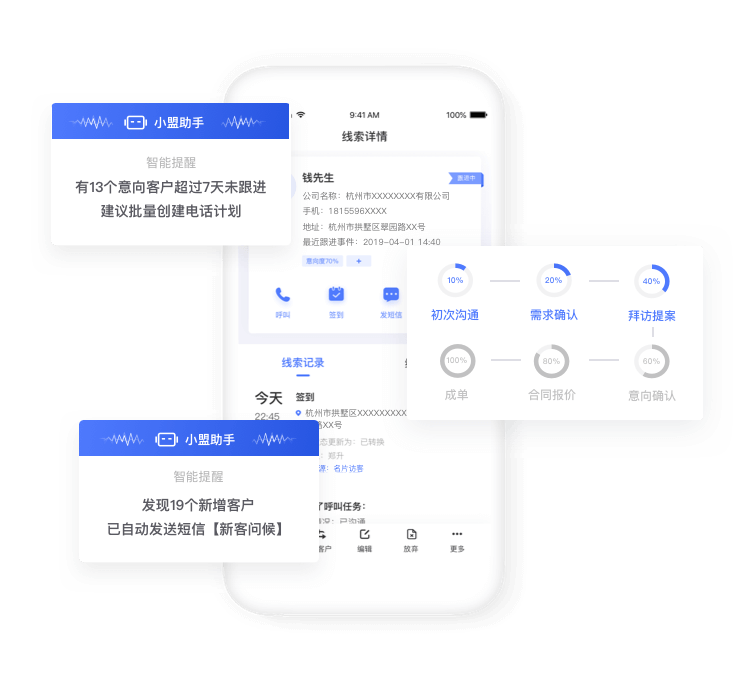 9:41 AM
100%
线索详情
小盟助手
智能提醒
有13个意向客户超过7天未跟进
建议批量创建电话计划
钱先生
跟进中
公司名称：杭州市XXXXXXXX有限公司
手机：1815596XXXX
地址：杭州市拱墅区翠园路XX号
最近跟进事件：2019-04-01 14:40
意向度70%
+
呼叫
签到
发短信
10%
20%
40%
初次沟通
需求确认
拜访提案
100%
80%
60%
成单
合同报价
意向确认
线索记录
今天
22:45
签到
杭州市拱墅区XXXXXXXXX
路XX号
态更新为：已转换
：郑升
源：名片访客
小盟助手
智能提醒
发现19个新增客户
已自动发送短信【新客问候】
了呼叫任务：
情况：已沟通
客户
编辑
放弃
更多